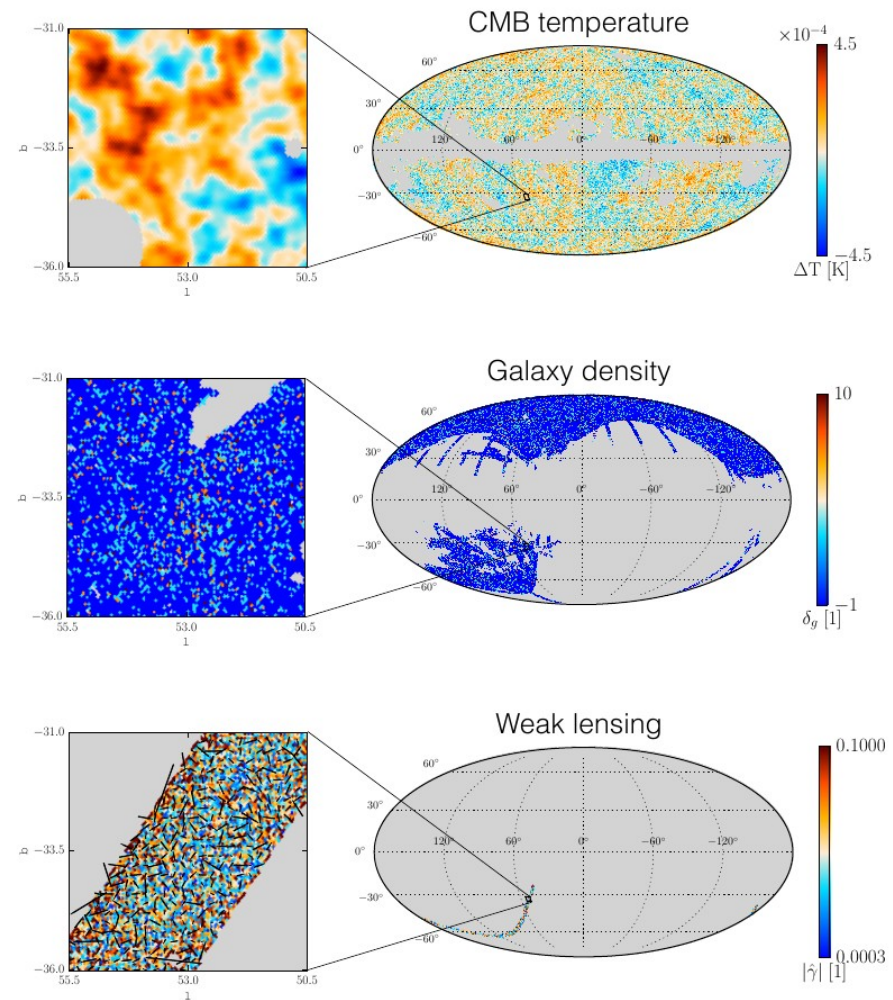 CMB temperature
×10⁻⁴
4.5
−4.5
ΔT [K]
−31.0
−33.5
−36.0
b
55.5 53.0 50.5
l
60°
30°
120° 60° 0° −60° −120°
0°
−30°
−60°
Galaxy density
10
−1
δg [1]
−31.0
−33.5
−36.0
b
55.5 53.0 50.5
l
60°
30°
120° 60° 0° −60° −120°
0°
−30°
−60°
Weak lensing
0.1000
0.0003
|γ̂| [1]
−31.0
−33.5
−36.0
b
55.5 53.0 50.5
l
60°
30°
120° 60° 0° −60° −120°
0°
−30°
−60°